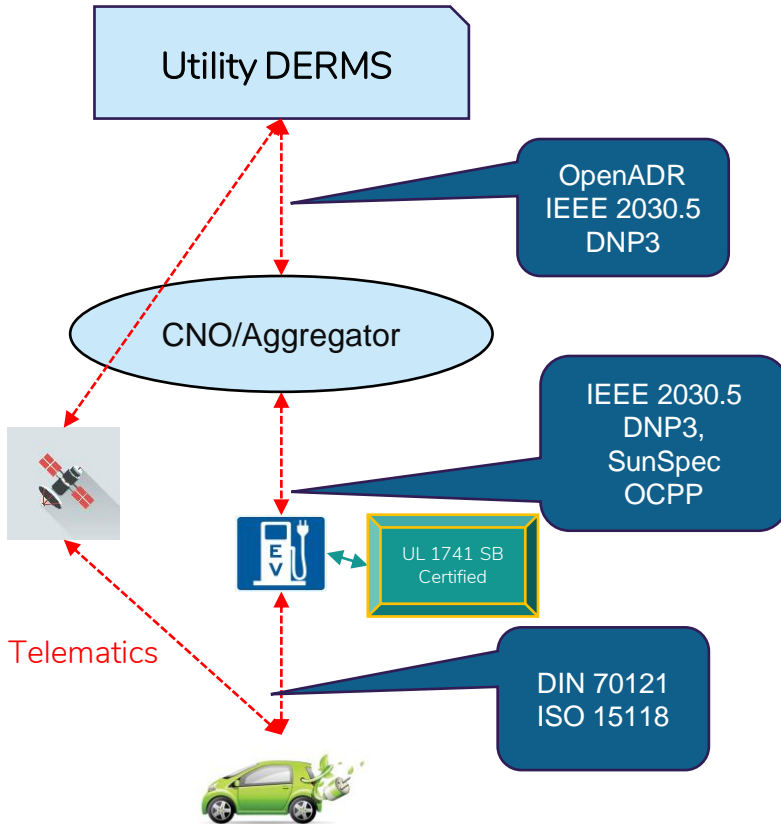 Utility DERMS
OpenADR
IEEE 2030.5
DNP3
CNO/Aggregator
IEEE 2030.5
DNP3,
SunSpec
OCPP
E
V
UL 1741 SB
Certified
Telematics
DIN 70121
ISO 15118